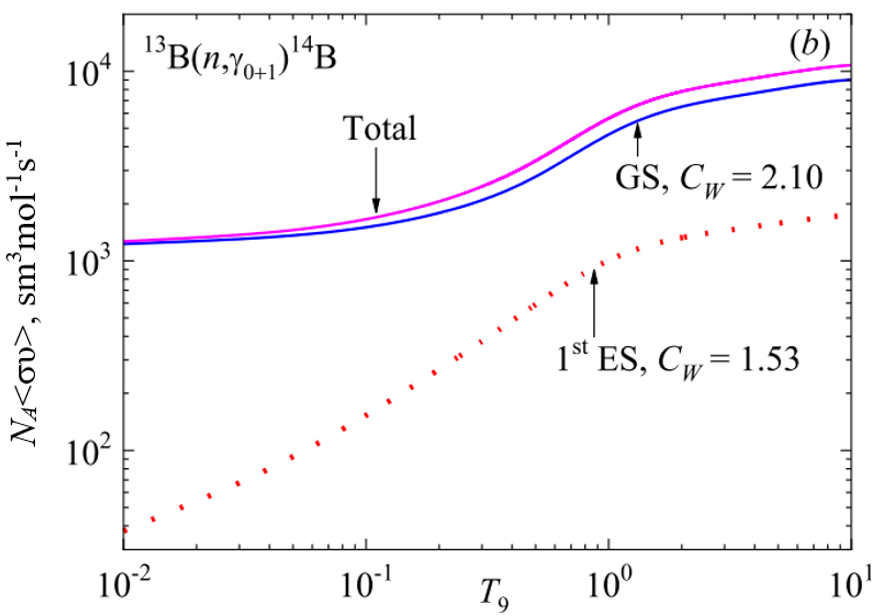 ¹³B(n,γ₀₊₁)¹⁴B
(b)
10⁴
10³
10²
N_A<συ>, sm³mol⁻¹s⁻¹
Total
GS, C_W = 2.10
1ˢᵗ ES, C_W = 1.53
10⁻²
10⁻¹
10⁰
10¹
T₉